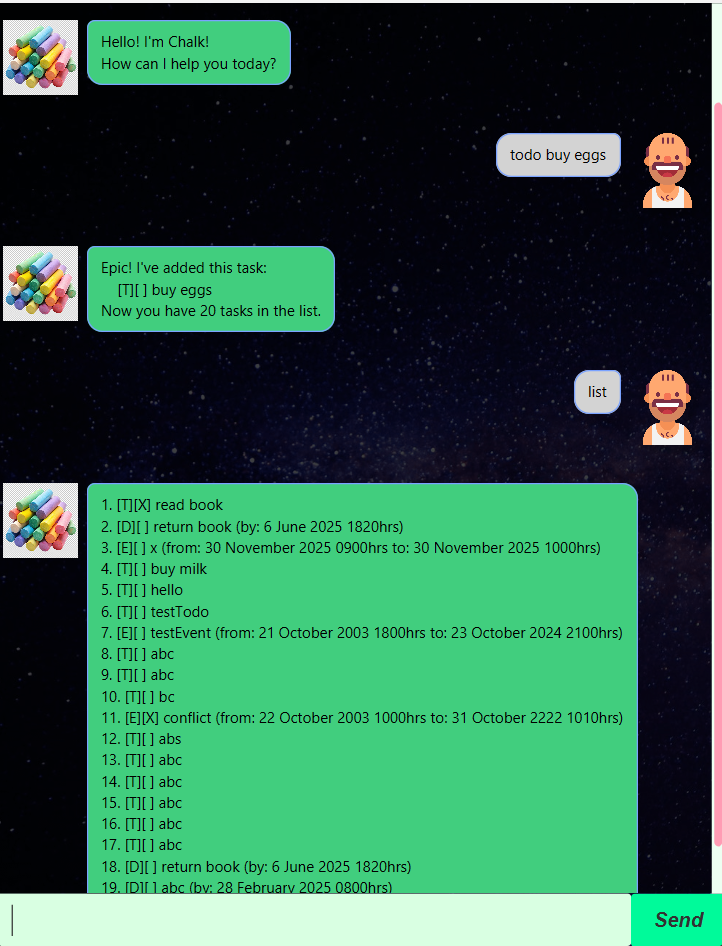 Hello! I'm Chalk!
How can I help you today?
todo buy eggs
Epic! I've added this task:
[T][ ] buy eggs
Now you have 20 tasks in the list.
list
1. [T][X] read book
2. [D][ ] return book (by: 6 June 2025 1820hrs)
3. [E][ ] x (from: 30 November 2025 0900hrs to: 30 November 2025 1000hrs)
4. [T][ ] buy milk
5. [T][ ] hello
6. [T][ ] testTodo
7. [E][ ] testEvent (from: 21 October 2003 1800hrs to: 23 October 2024 2100hrs)
8. [T][ ] abc
9. [T][ ] abc
10. [T][ ] bc
11. [E][X] conflict (from: 22 October 2003 1000hrs to: 31 October 2222 1010hrs)
12. [T][ ] abs
13. [T][ ] abc
14. [T][ ] abc
15. [T][ ] abc
16. [T][ ] abc
17. [T][ ] abc
18. [D][ ] return book (by: 6 June 2025 1820hrs)
19. [D][ ] abc (by: 28 February 2025 0800hrs)
Send